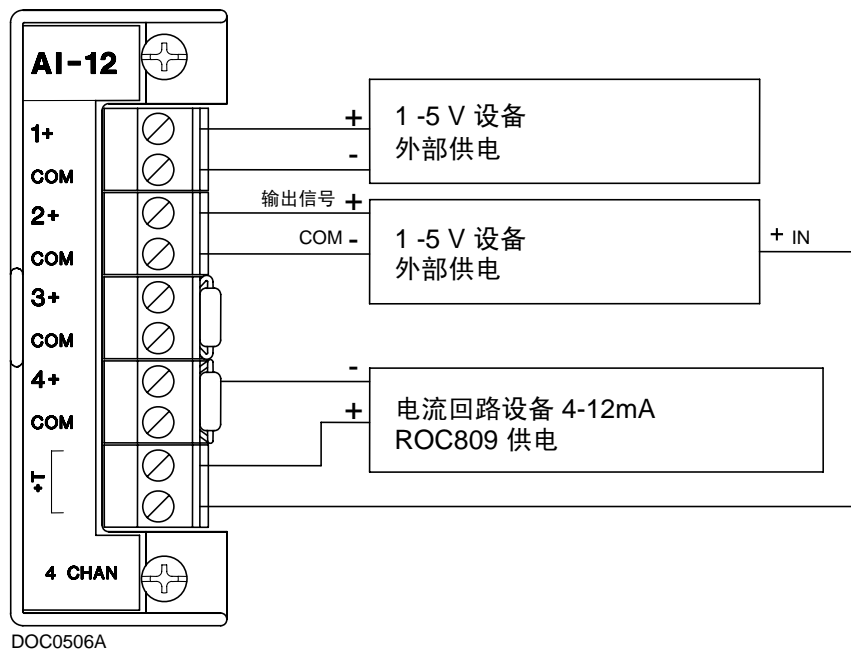 AI-12
1+
COM
2+
COM
3+
COM
4+
COM
+T
4 CHAN
+
-
1 -5 V 设备
外部供电
输出信号 +
COM -
1 -5 V 设备
外部供电
+ IN
-
+
电流回路设备 4-12mA
ROC809 供电
DOC0506A